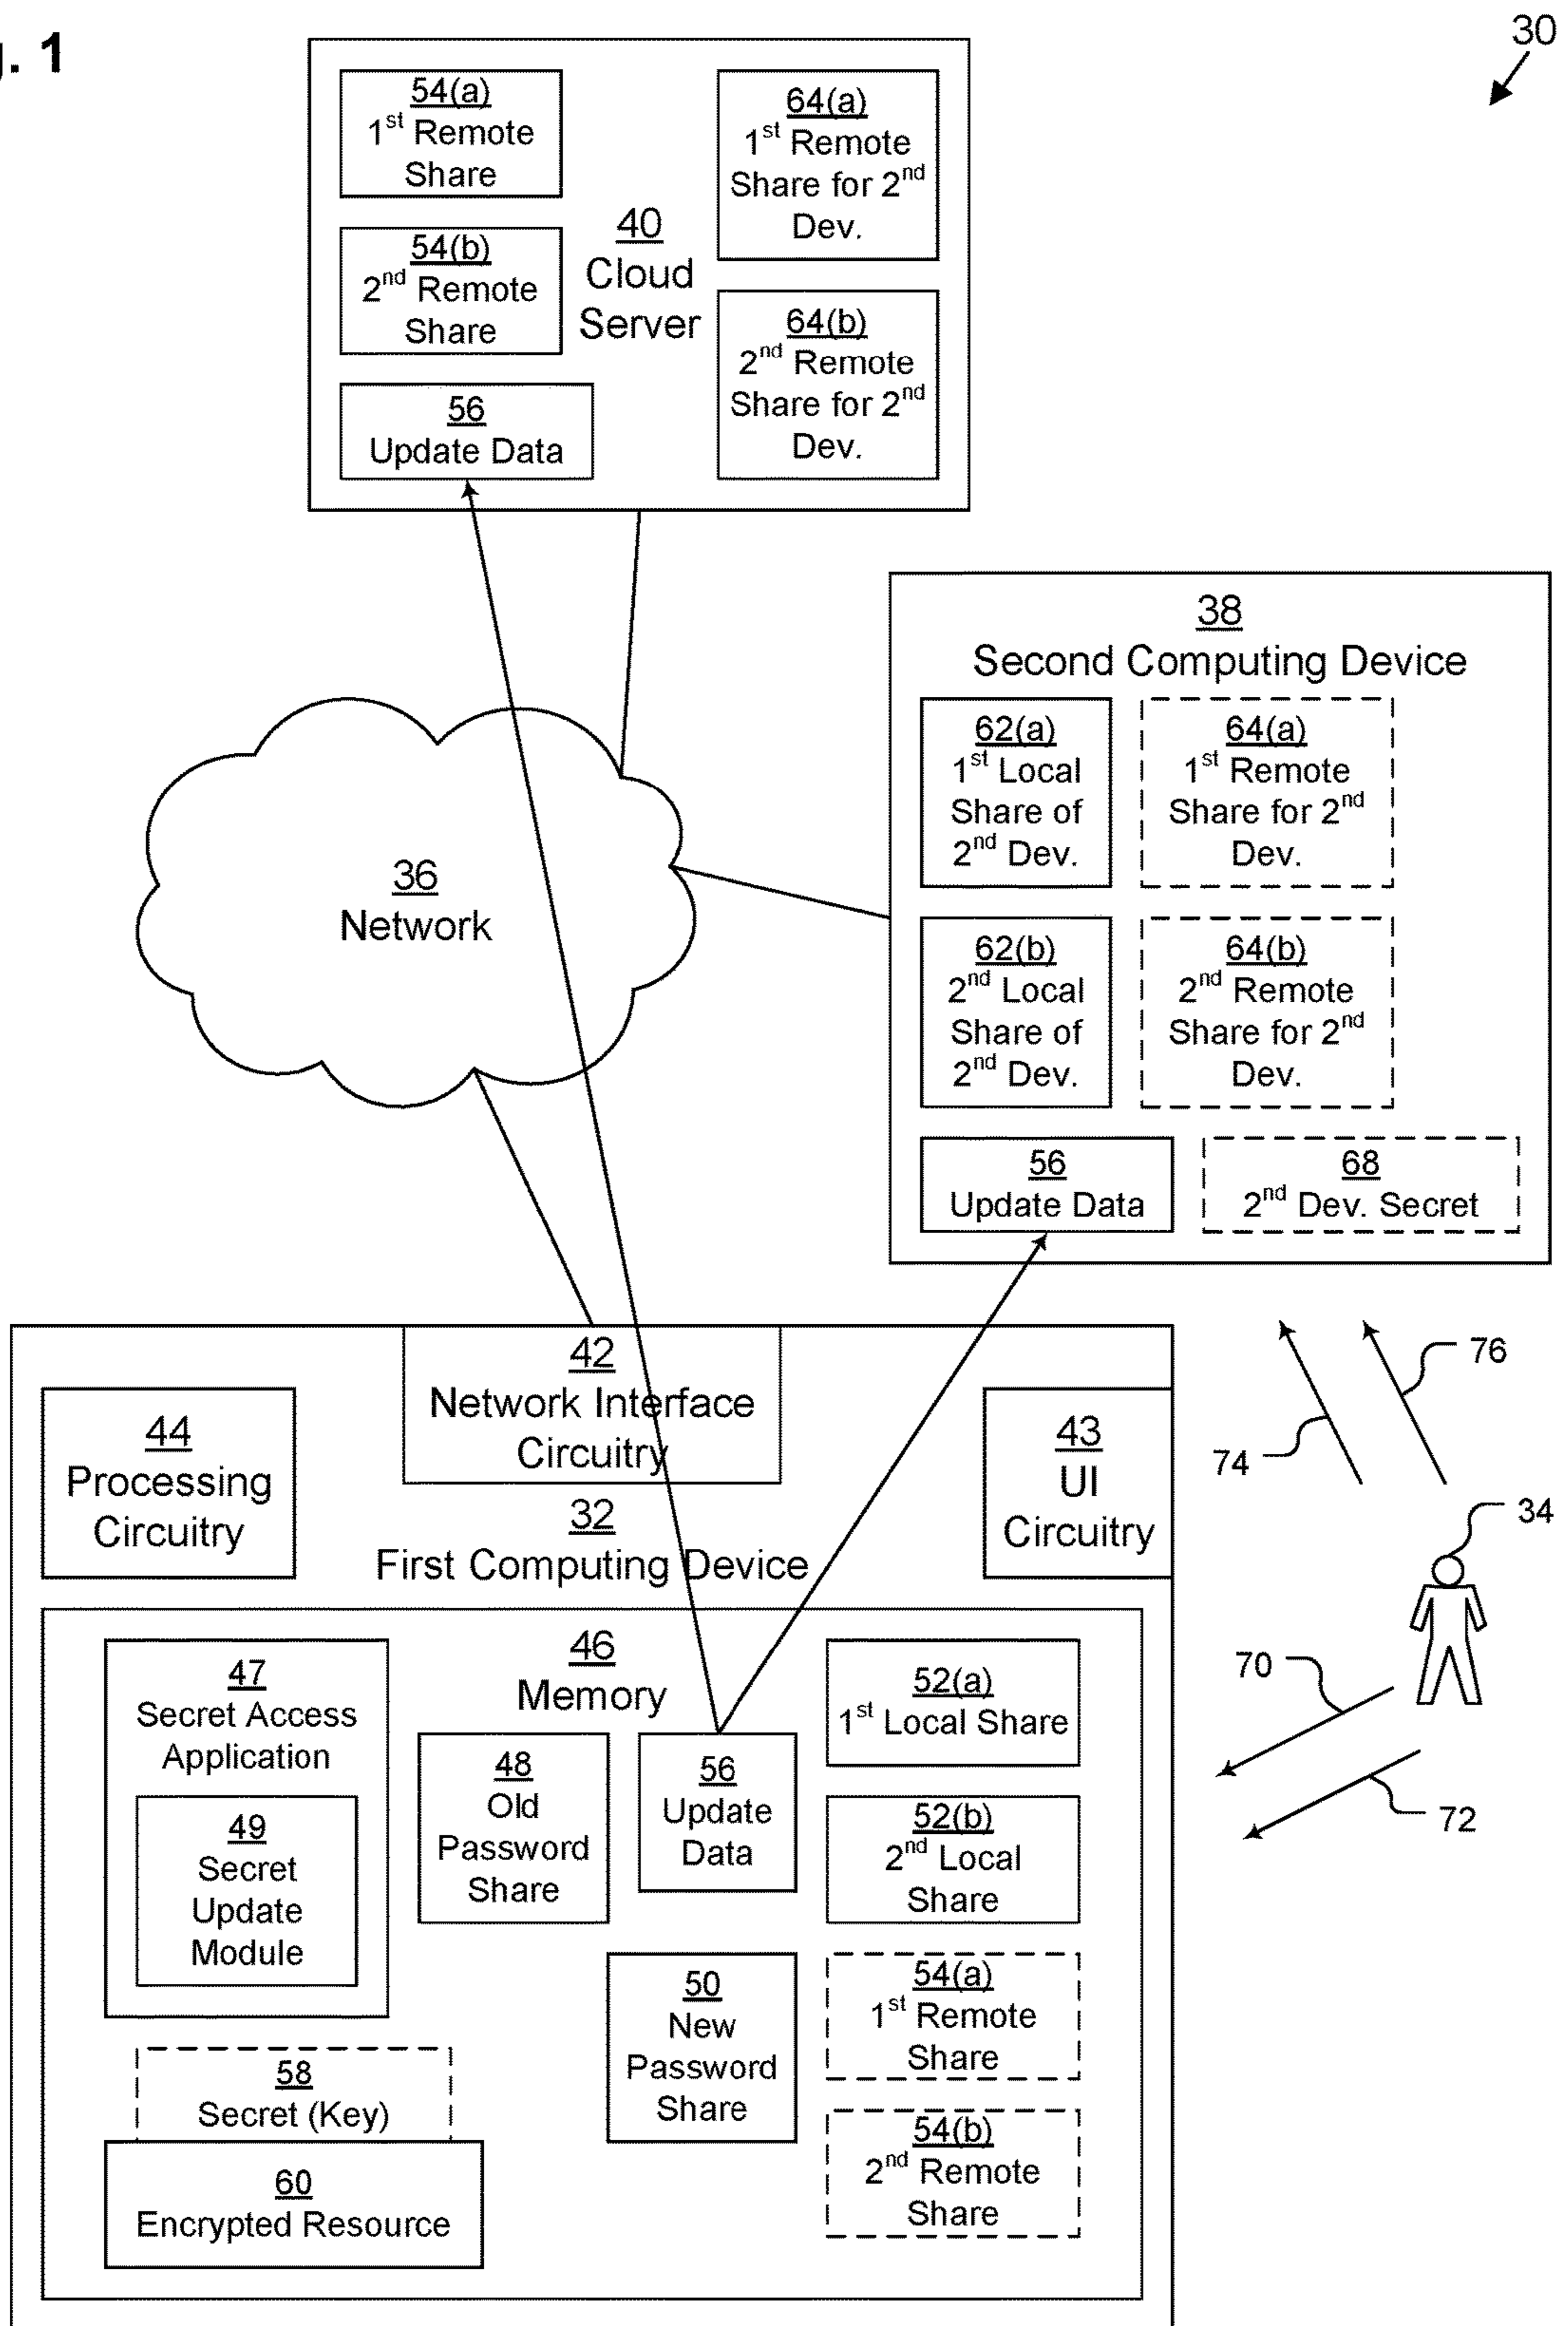 g. 1
30
54(a)
1st Remote
Share
64(a)
1st Remote
Share for 2nd
Dev.
54(b)
2nd Remote
Share
40
Cloud
Server
64(b)
2nd Remote
Share for 2nd
Dev.
56
Update Data
38
Second Computing Device
62(a)
1st Local
Share of
2nd Dev.
64(a)
1st Remote
Share for 2nd
Dev.
36
Network
62(b)
2nd Local
Share of
2nd Dev.
64(b)
2nd Remote
Share for 2nd
Dev.
56
Update Data
68
2nd Dev. Secret
42
Network Interface
Circuitry
44
Processing
Circuitry
43
UI
Circuitry
76
74
34
32
First Computing Device
46
Memory
47
Secret Access
Application
49
Secret
Update
Module
48
Old
Password
Share
56
Update
Data
52(a)
1st Local Share
52(b)
2nd Local
Share
70
72
50
New
Password
Share
54(a)
1st Remote
Share
54(b)
2nd Remote
Share
58
Secret (Key)
60
Encrypted Resource